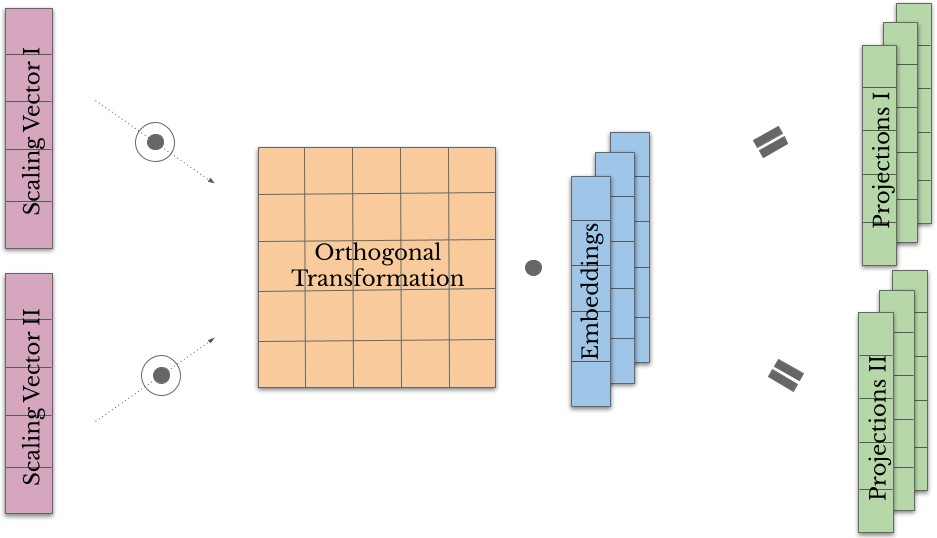 Scaling Vector I
Scaling Vector II
Orthogonal
Transformation
Embeddings
Projections I
Projections II